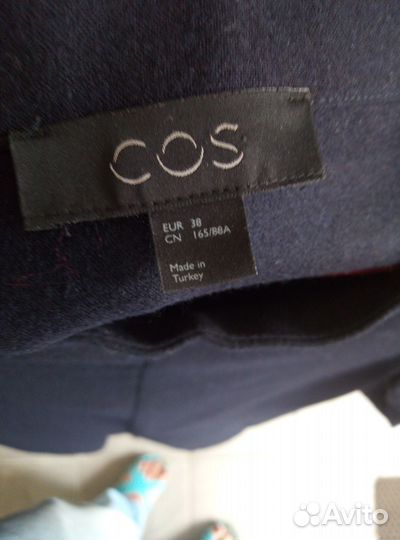 COS
EUR 38
CN 165/88A
Made in
Turkey
Avito